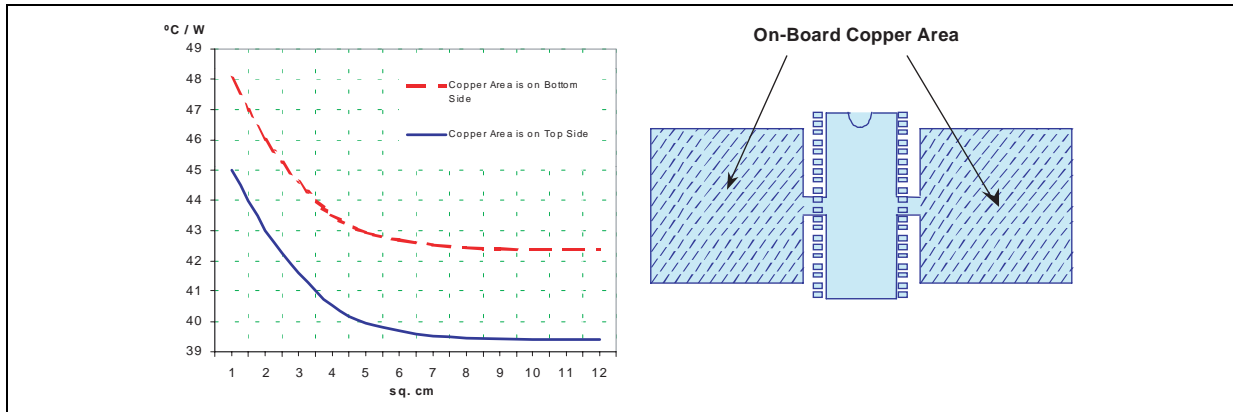 ºC / W
49
48
47
46
45
44
43
42
41
40
39
1 2 3 4 5 6 7 8 9 10 11 12
sq. cm
Copper Area is on Bottom
Side
Copper Area is on Top Side
On-Board Copper Area